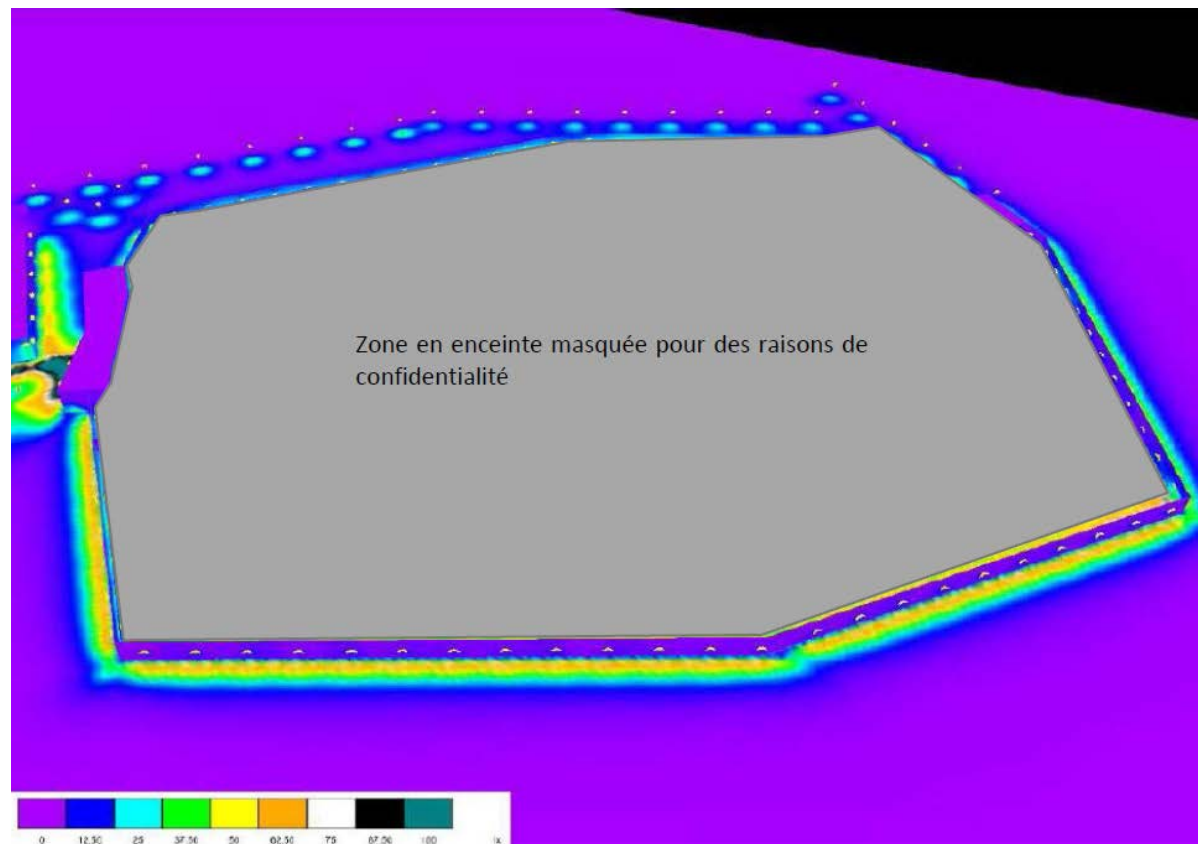 Zone en enceinte masquée pour des raisons de
confidentialité
0 12.50 25 37.50 50 62.50 75 87.50 100 lx